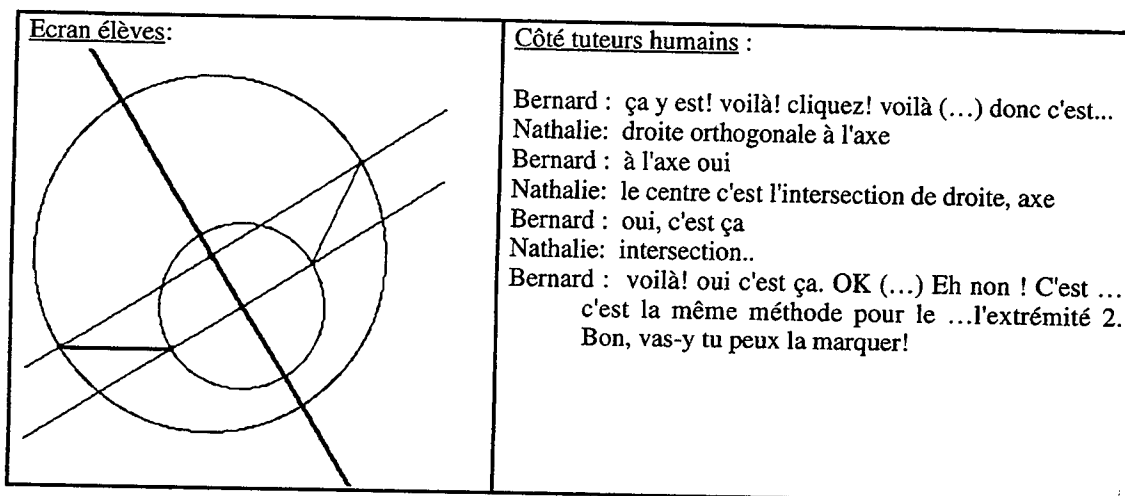 Ecran élèves:
Côté tuteurs humains :
Bernard : ça y est! voilà! cliquez! voilà (...) donc c'est...
Nathalie: droite orthogonale à l'axe
Bernard : à l'axe oui
Nathalie: le centre c'est l'intersection de droite, axe
Bernard : oui, c'est ça
Nathalie: intersection..
Bernard : voilà! oui c'est ça. OK (...) Eh non ! C'est ...
c'est la même méthode pour le ...l'extrémité 2.
Bon, vas-y tu peux la marquer!